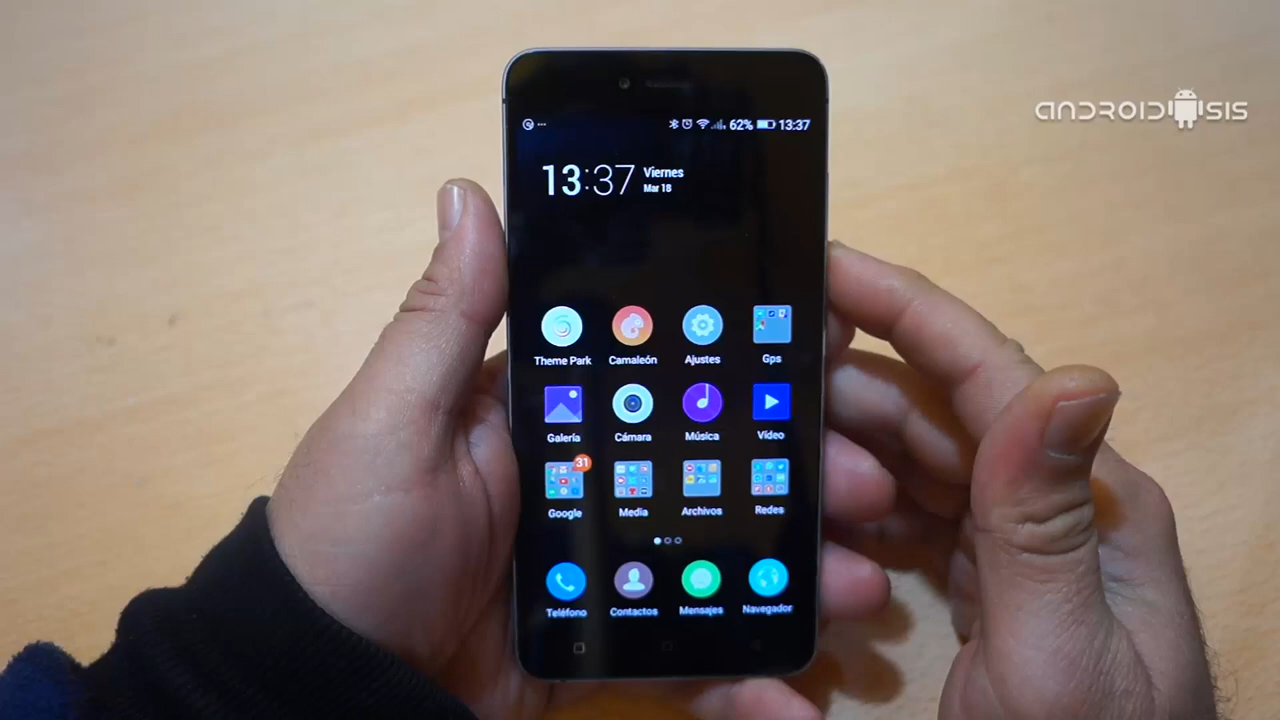 ANDROIDSIS
62% 13:37
13:37 Viernes
Mar 18
Theme Park Camaleón Ajustes Gps
Galería Cámara Música Vídeo
31
Google Media Archivos Redes
Teléfono Contactos Mensajes Navegador